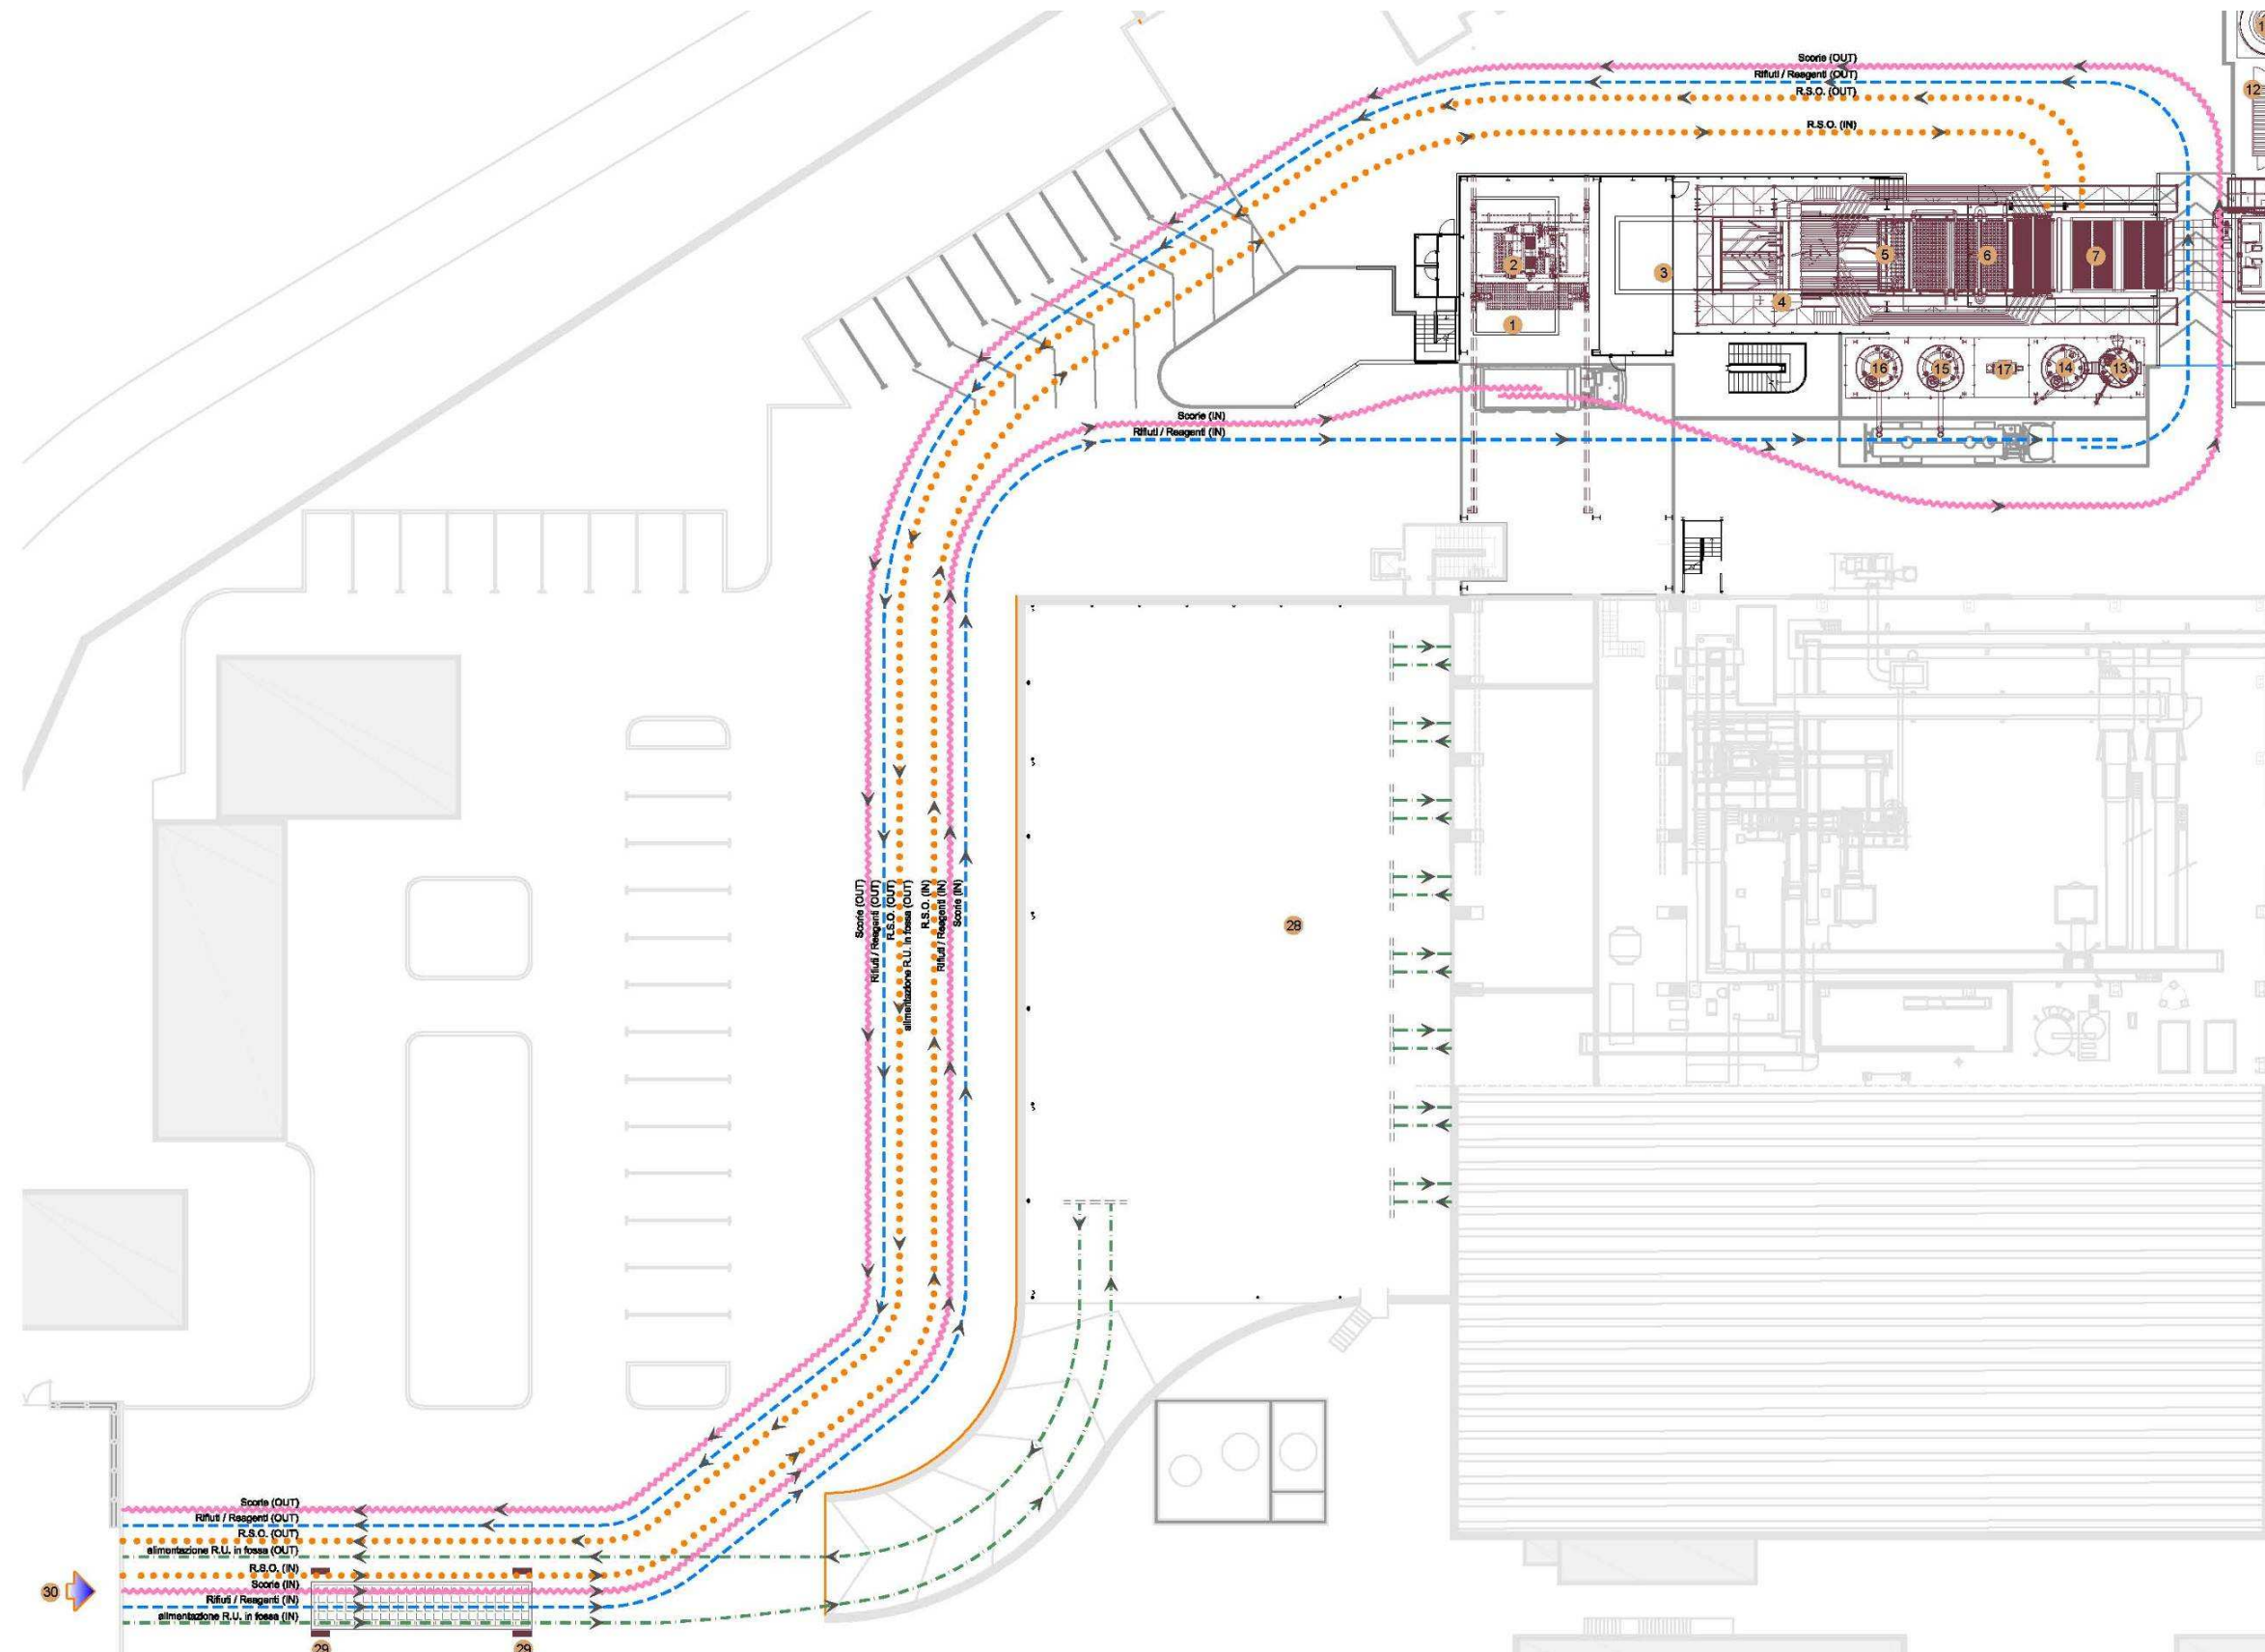 Scorie (OUT)
Rifiuti / Reagenti (OUT)
R.S.O. (OUT)
R.S.O. (IN)
12
2
3
5
6
7
4
1
16
15
17
14
13
Scorie (IN)
Rifiuti / Reagenti (IN)
Scorie (OUT)
Rifiuti / Reagenti (OUT)
R.S.O. (OUT)
alimentazione R.U. in fossa (OUT)
R.S.O. (IN)
Rifiuti / Reagenti (IN)
Scorie (IN)
28
Scorie (OUT)
Rifiuti / Reagenti (OUT)
R.S.O. (OUT)
alimentazione R.U. in fossa (OUT)
R.S.O. (IN)
Scorie (IN)
Rifiuti / Reagenti (IN)
alimentazione R.U. in fossa (IN)
30
29
29